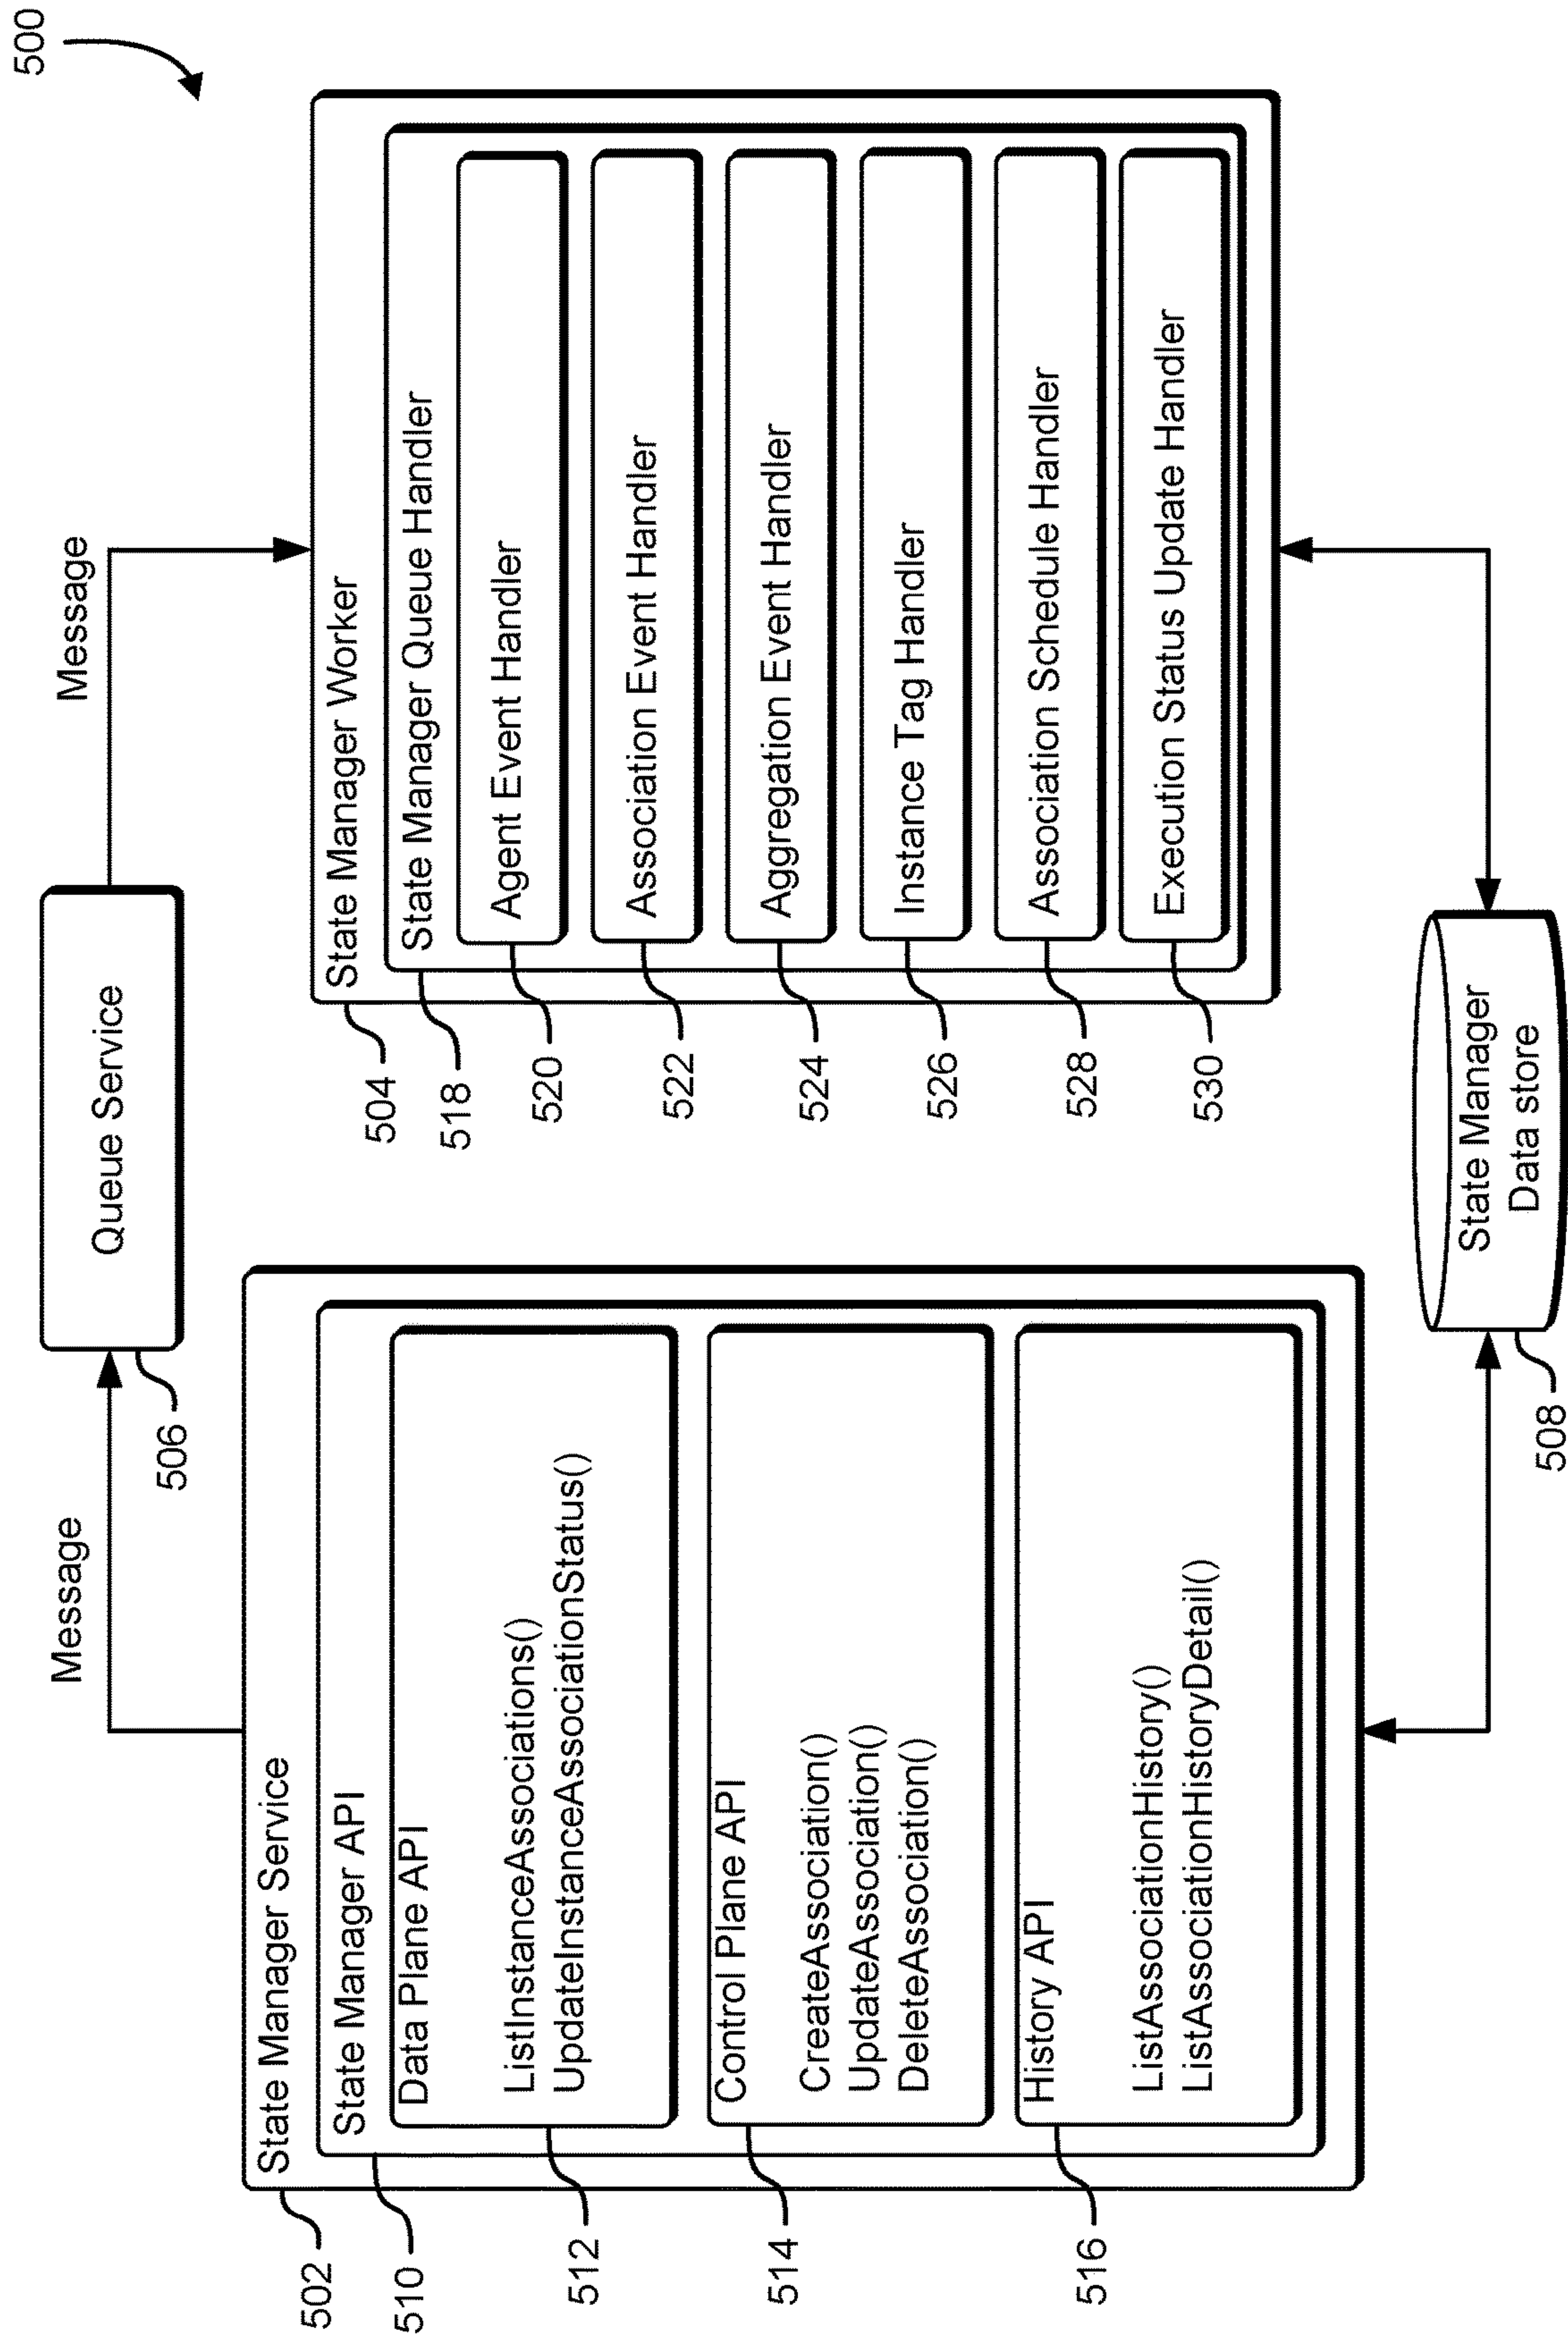 500
Message
Queue Service
506
Message
State Manager Service
502
State Manager API
510
Data Plane API
ListInstanceAssociations()
UpdateInstanceAssociationStatus()
512
Control Plane API
CreateAssociation()
UpdateAssociation()
DeleteAssociation()
514
History API
ListAssociationHistory()
ListAssociationHistoryDetail()
516
State Manager Worker
504
State Manager Queue Handler
518
Agent Event Handler
520
Association Event Handler
522
Aggregation Event Handler
524
Instance Tag Handler
526
Association Schedule Handler
528
Execution Status Update Handler
530
State Manager
Data store
508